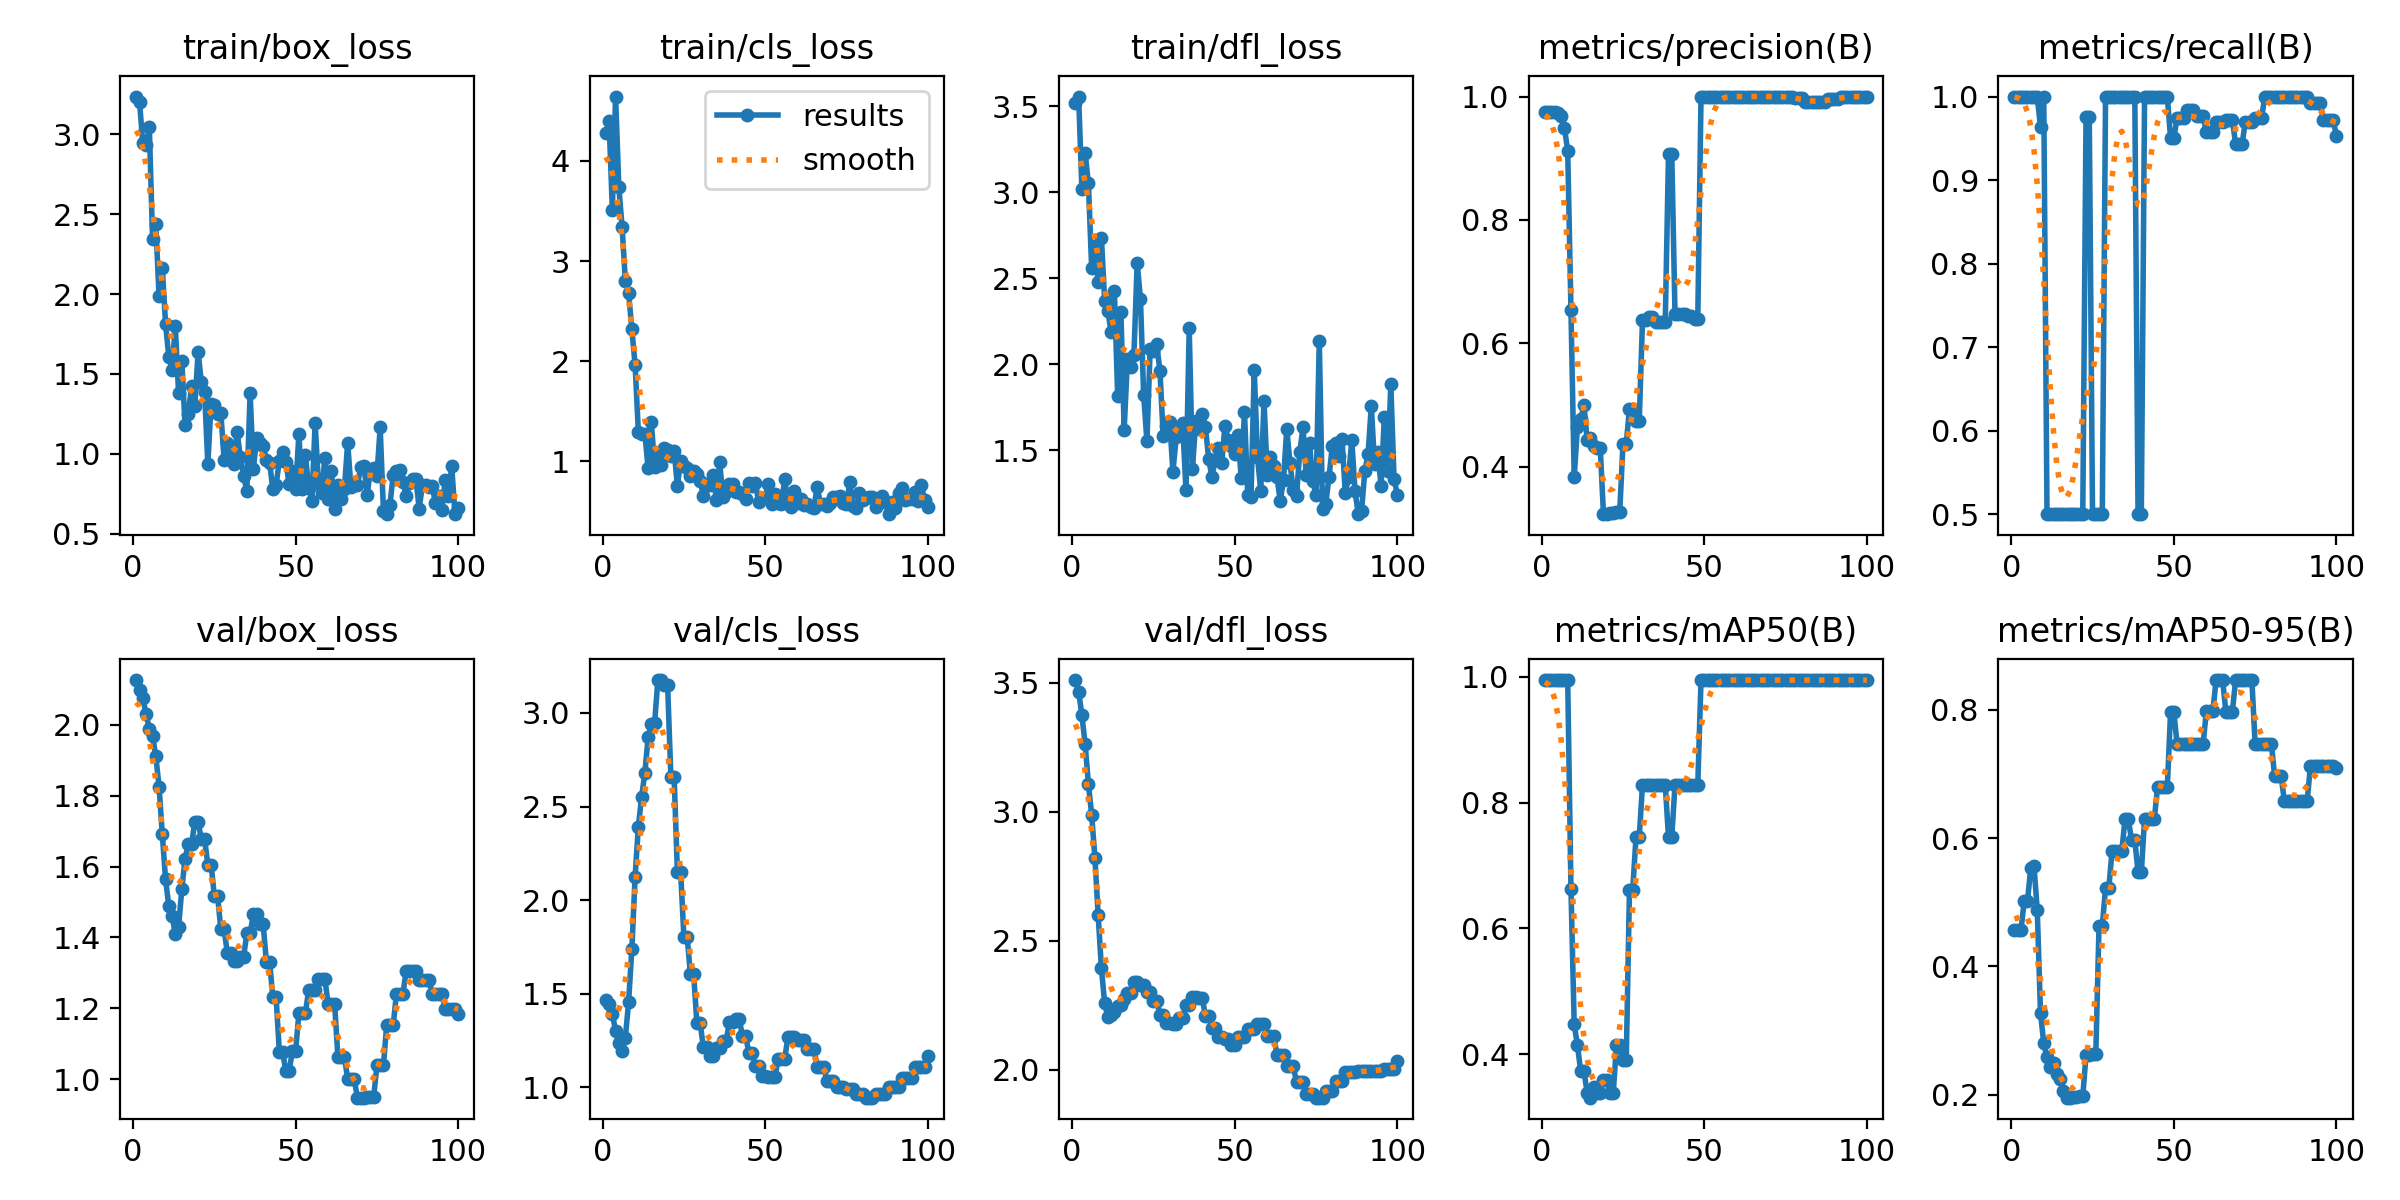 train/box_loss
3.0
2.5
2.0
1.5
1.0
0.5
0 50 100
train/cls_loss
results
smooth
4
3
2
1
0 50 100
train/dfl_loss
3.5
3.0
2.5
2.0
1.5
0 50 100
metrics/precision(B)
1.0
0.8
0.6
0.4
0 50 100
metrics/recall(B)
1.0
0.9
0.8
0.7
0.6
0.5
0 50 100
val/box_loss
2.0
1.8
1.6
1.4
1.2
1.0
0 50 100
val/cls_loss
3.0
2.5
2.0
1.5
1.0
0 50 100
val/dfl_loss
3.5
3.0
2.5
2.0
0 50 100
metrics/mAP50(B)
1.0
0.8
0.6
0.4
0 50 100
metrics/mAP50-95(B)
0.8
0.6
0.4
0.2
0 50 100